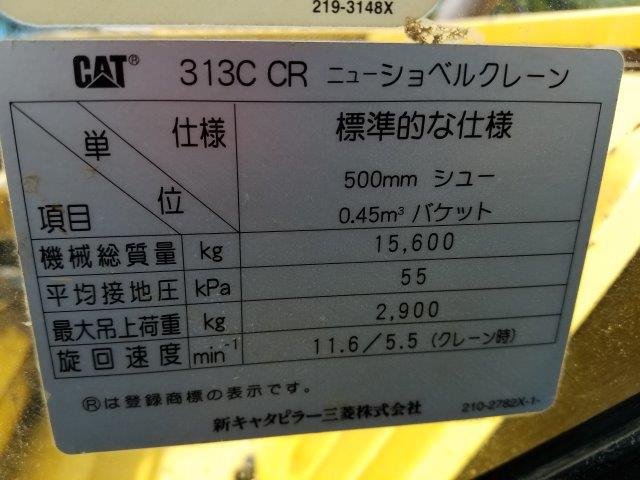 219-3148X
CAT® 313C CR ニューショベルクレーン
単位 仕様 項目 標準的な仕様
500mm シュー
0.45m³ バケット
機械総質量 kg 15,600
平均接地圧 kPa 55
最大吊上荷重 kg 2,900
旋回速度 min⁻¹ 11.6/5.5 (クレーン時)
®は登録商標の表示です。
新キャタピラー三菱株式会社 210-2782X-1-